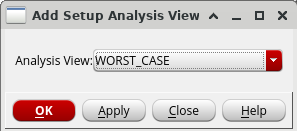 Add Setup Analysis View
Analysis View: WORST_CASE
OK Apply Close Help